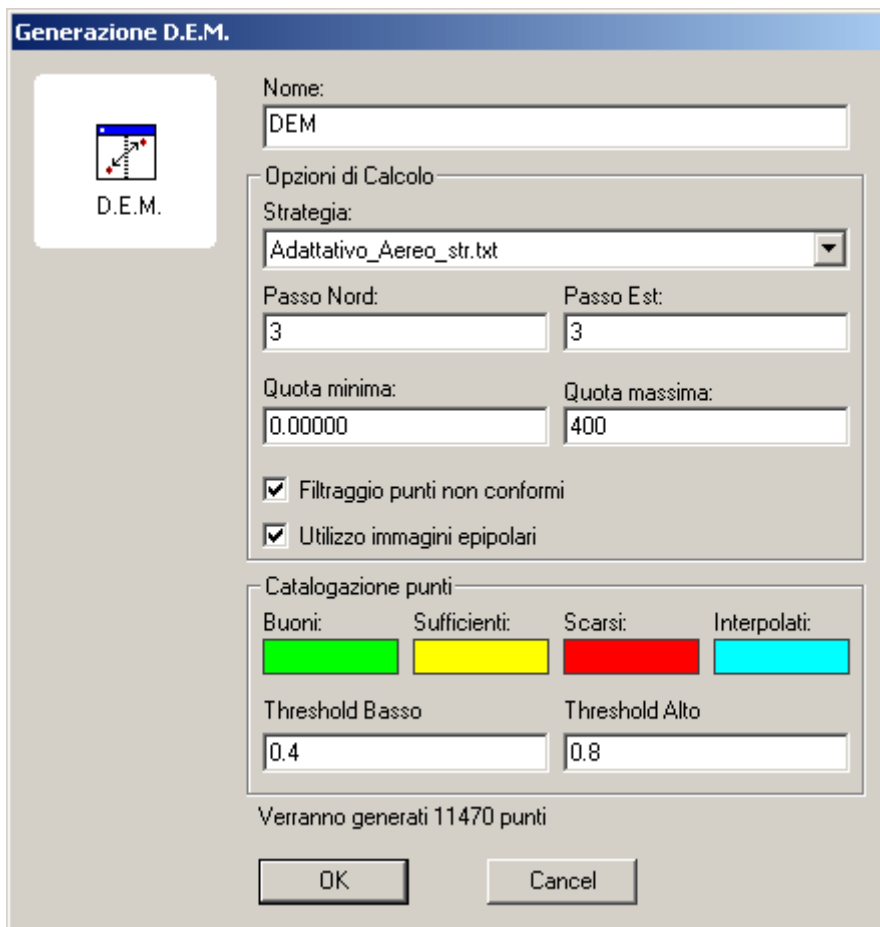 Generazione D.E.M.
D.E.M.
Nome:
DEM
Opzioni di Calcolo
Strategia:
Adattativo_Aereo_str.txt
Passo Nord: Passo Est:
3 3
Quota minima: Quota massima:
0.00000 400
Filtraggio punti non conformi
Utilizzo immagini epipolari
Catalogazione punti
Buoni: Sufficienti: Scarsi: Interpolati:
Threshold Basso Threshold Alto
0.4 0.8
Verranno generati 11470 punti
OK Cancel